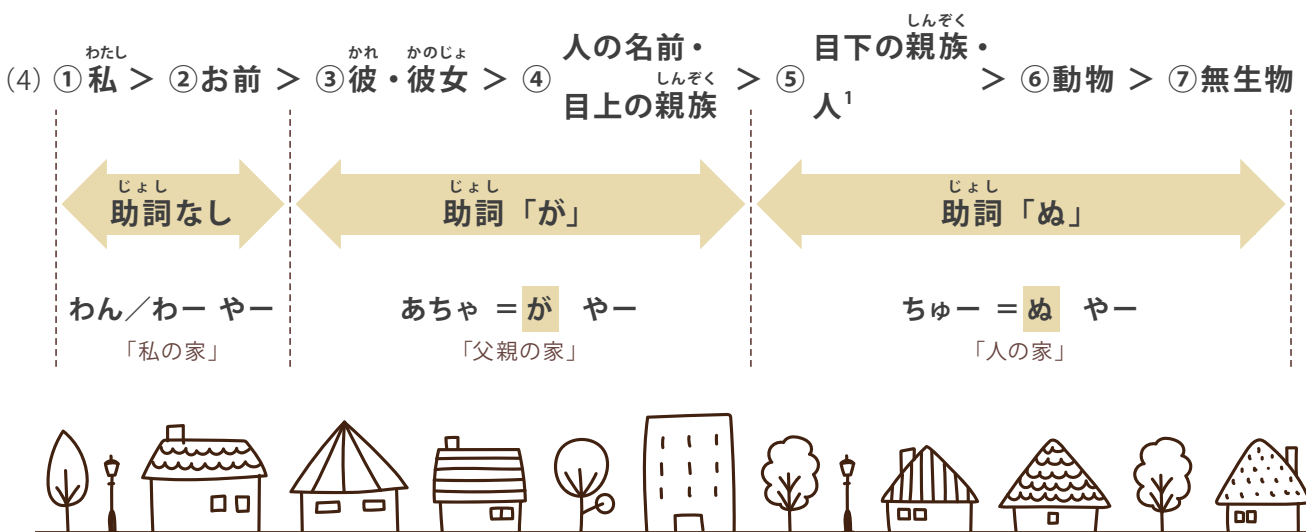 (4) ①私 > ②お前 > ③彼・彼女 > ④人の名前・目上の親族 > ⑤目下の親族・人1 > ⑥動物 > ⑦無生物
わたし かれ かのじょ しんぞく しんぞく
じょし じょし じょし
助詞なし 助詞「が」 助詞「ぬ」
わん／わー やー あちゃ ＝が やー ちゅー ＝ぬ やー
「私の家」 「父親の家」 「人の家」